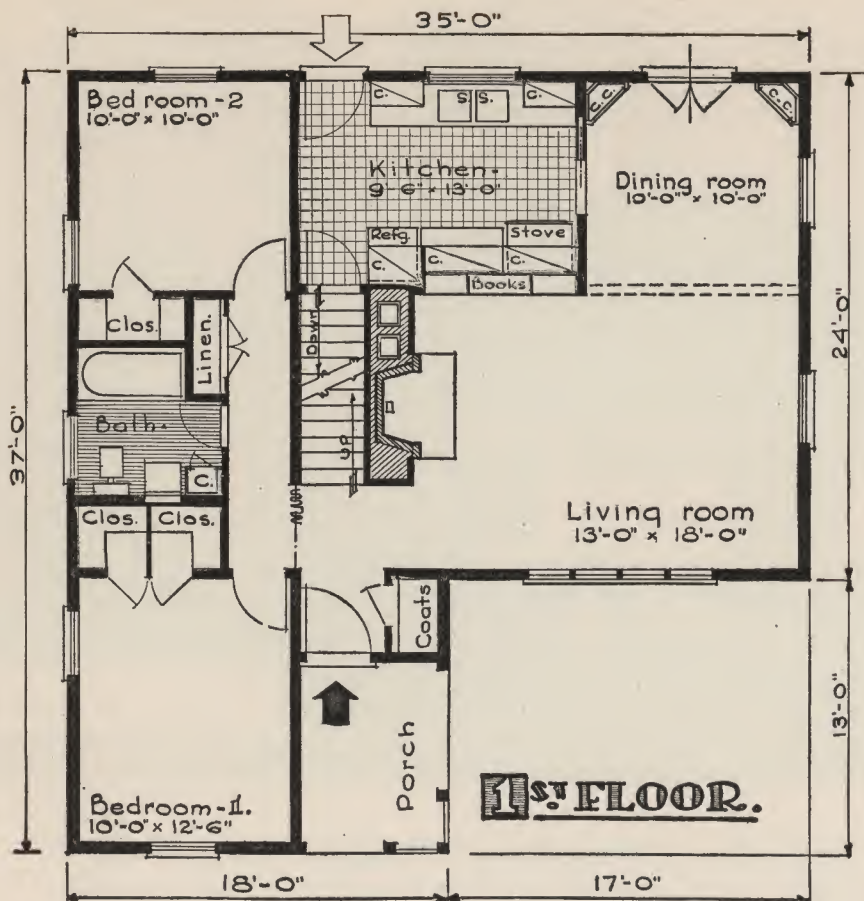 35'-0"
Bed room-2
10'-0" x 10'-0"
C.
S. S.
C.
C.C.
C.C.
Kitchen-
9'-6" x 13'-0"
Dining room
10'-0" x 10'-0"
Refg.
Stove
C.
C.
C.
Books
Clos.
Linen.
Down
24'-0"
37'-0"
Bath-
UP
C.
Clos.
Clos.
Living room
13'-0" x 18'-0"
Coats
Porch
13'-0"
Bedroom-1.
10'-0" x 12'-6"
1ST FLOOR.
18'-0"
17'-0"